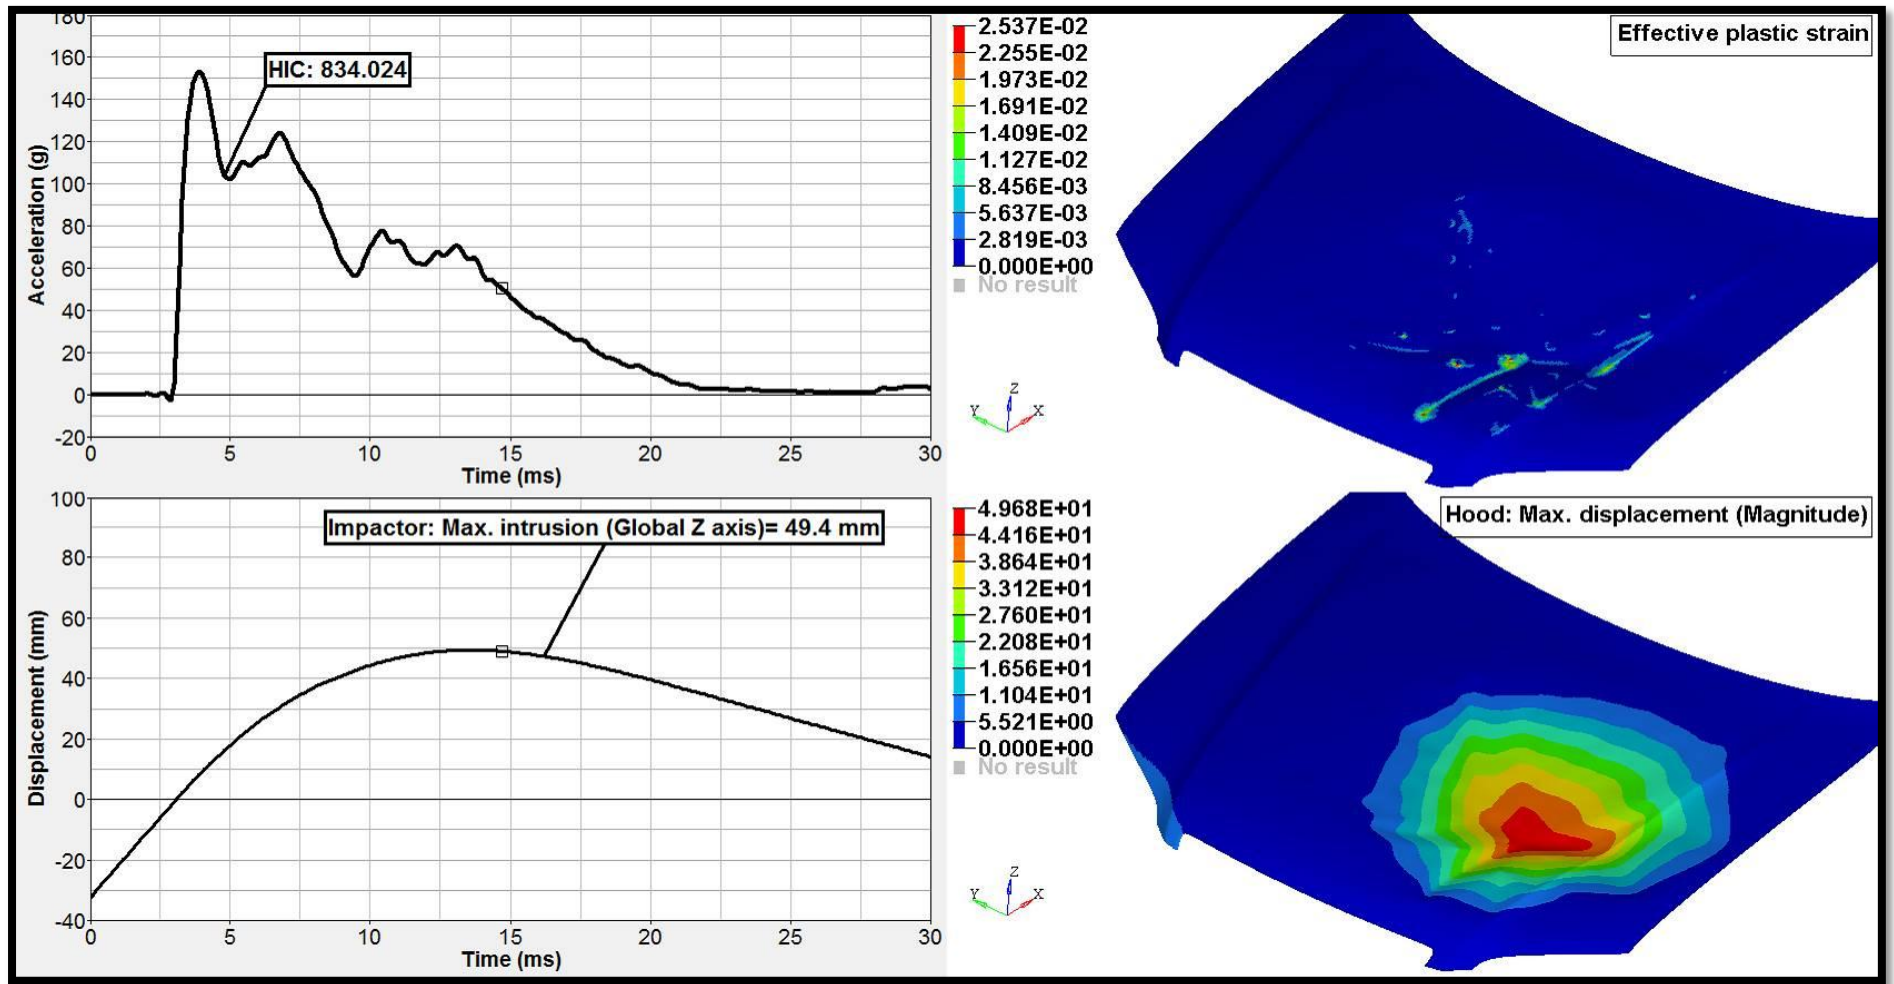 180
160
140
120
100
80
60
40
20
0
-20
Acceleration (g)
HIC: 834.024
0 5 10 15 20 25 30
Time (ms)
2.537E-02
2.255E-02
1.973E-02
1.691E-02
1.409E-02
1.127E-02
8.456E-03
5.637E-03
2.819E-03
0.000E+00
No result
Effective plastic strain
Z
Y X
100
80
60
40
20
0
-20
-40
Displacement (mm)
Impactor: Max. intrusion (Global Z axis)= 49.4 mm
0 5 10 15 20 25 30
Time (ms)
4.968E+01
4.416E+01
3.864E+01
3.312E+01
2.760E+01
2.208E+01
1.656E+01
1.104E+01
5.521E+00
0.000E+00
No result
Hood: Max. displacement (Magnitude)
Z
Y X